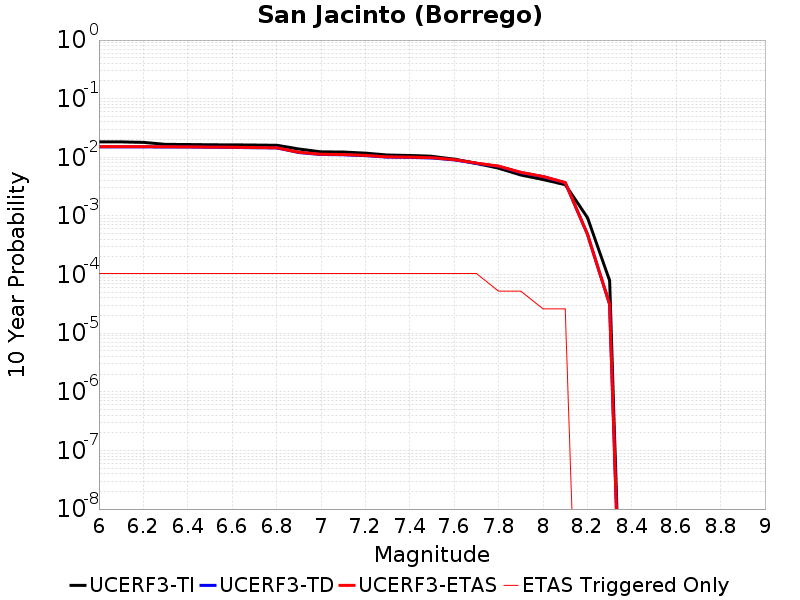 San Jacinto (Borrego)
10 Year Probability
10^0
10^-1
10^-2
10^-3
10^-4
10^-5
10^-6
10^-7
10^-8
6 6.2 6.4 6.6 6.8 7 7.2 7.4 7.6 7.8 8 8.2 8.4 8.6 8.8 9
Magnitude
UCERF3-TI UCERF3-TD UCERF3-ETAS ETAS Triggered Only